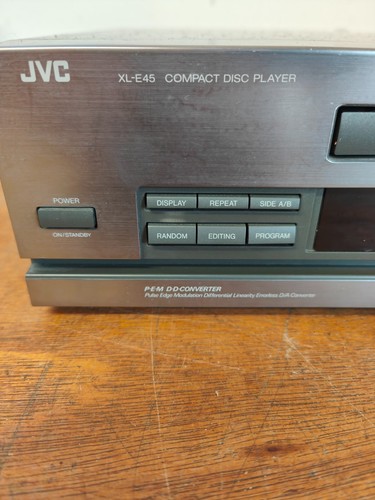 JVC
XL-E45 COMPACT DISC PLAYER
POWER
ON/STANDBY
DISPLAY REPEAT SIDE A/B
RANDOM EDITING PROGRAM
P·E·M D·D·CONVERTER
Pulse Edge Modulation Differential Linearity Errorless D/A Converter